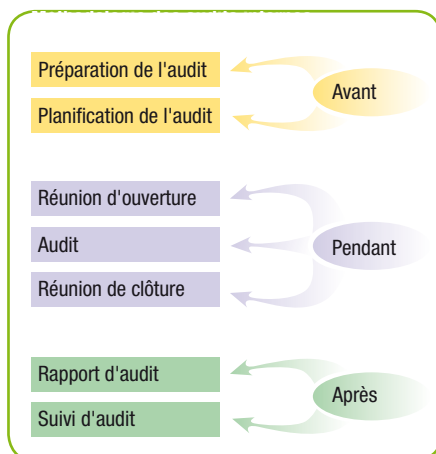 Préparation de l'audit
Avant
Planification de l'audit
Réunion d'ouverture
Audit
Pendant
Réunion de clôture
Rapport d'audit
Après
Suivi d'audit